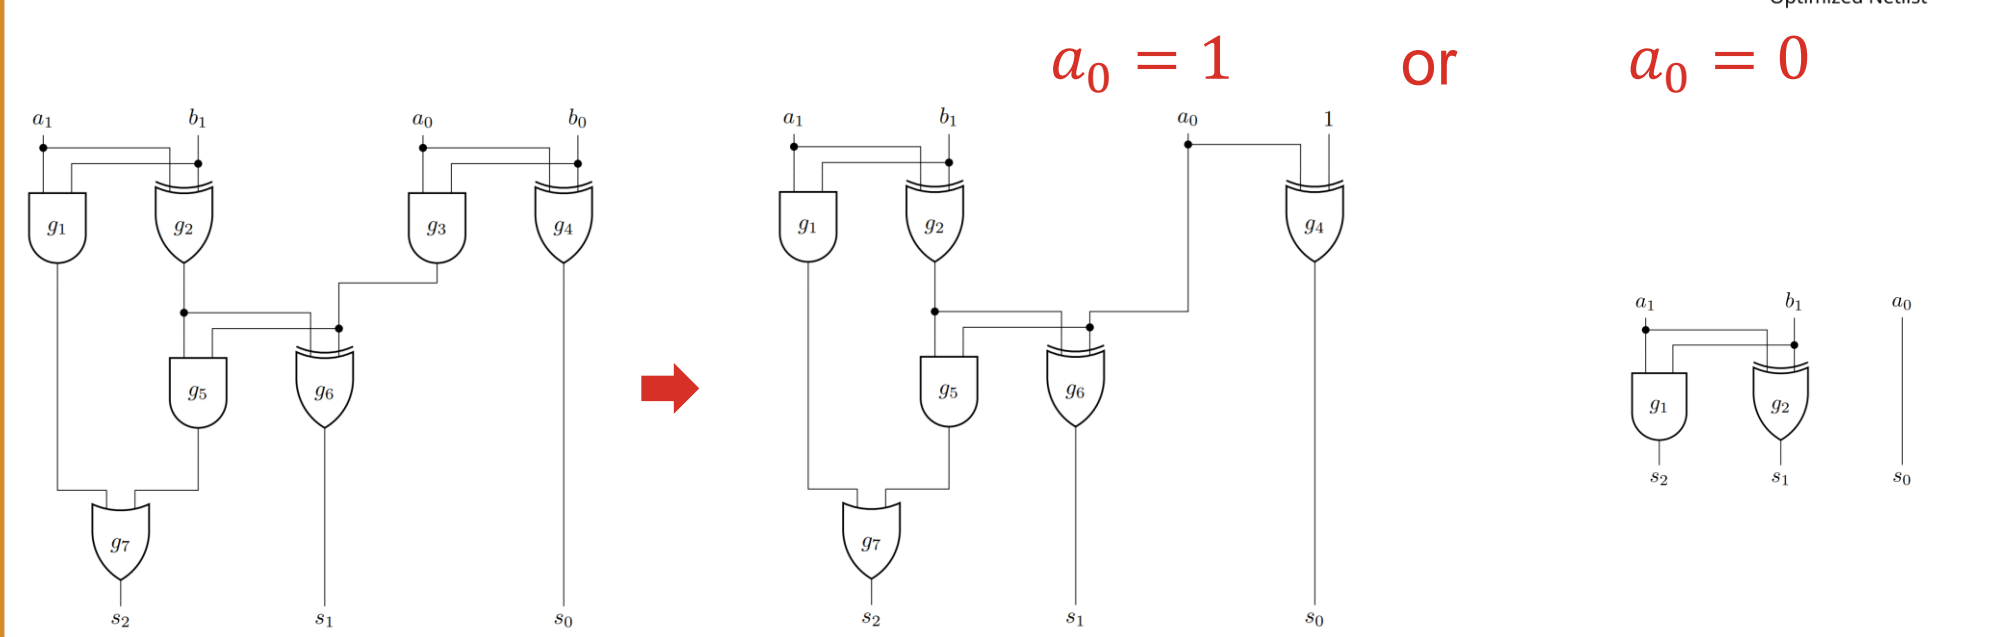 Optimized Netlist
a₀ = 1 or a₀ = 0
a₁ b₁ a₀ b₀ a₁ b₁ a₀ 1
g₁ g₂ g₃ g₄ g₁ g₂ g₄
a₁ b₁ a₀
g₅ g₆ g₅ g₆ g₁ g₂
s₂ s₁ s₀
g₇ g₇
s₂ s₁ s₀ s₂ s₁ s₀